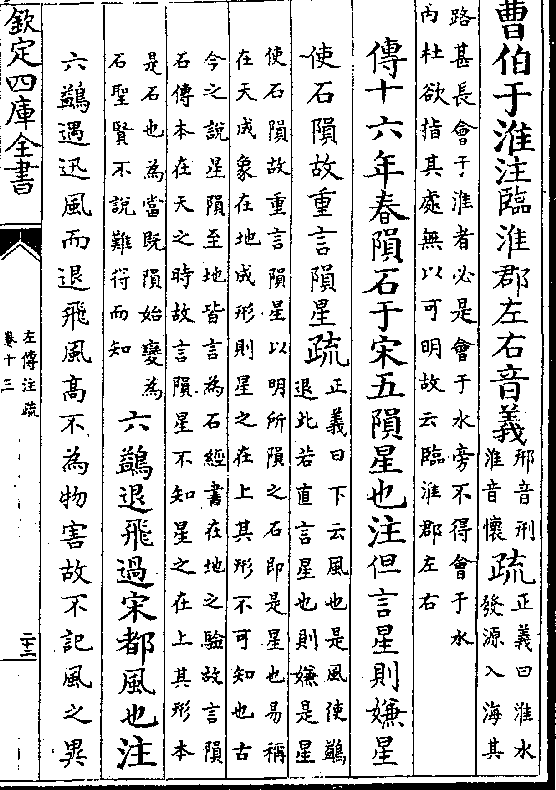 曹伯于淮注臨淮郡左右音義邢音刑淮音懷疏正義曰淮水發源入海其
路甚長會于淮者必是會于水旁不得會于水
內杜欲指其處無以可明故云臨淮郡左右
傳十六年春隕石于宋五隕星也注但言星則嫌星
使石隕故重言隕星疏正義曰下云風也是風使鷁退此若直言星也則嫌是星
使石隕故重言隕星以明所隕之石即是星也易稱
在天成象在地成形則星之在上其形不可知也古
今之說星隕至地皆言為石經書在地之驗故言隕
石傳本在天之時故言隕星不知星之在上其形本
是石也為當既隕始變為
石聖賢不說難得而知
六鷁退飛過宋都風也注
六鷁遇迅風而退飛風高不為物害故不記風之異
欽定四庫全書
左傳注疏
卷十三
二十二